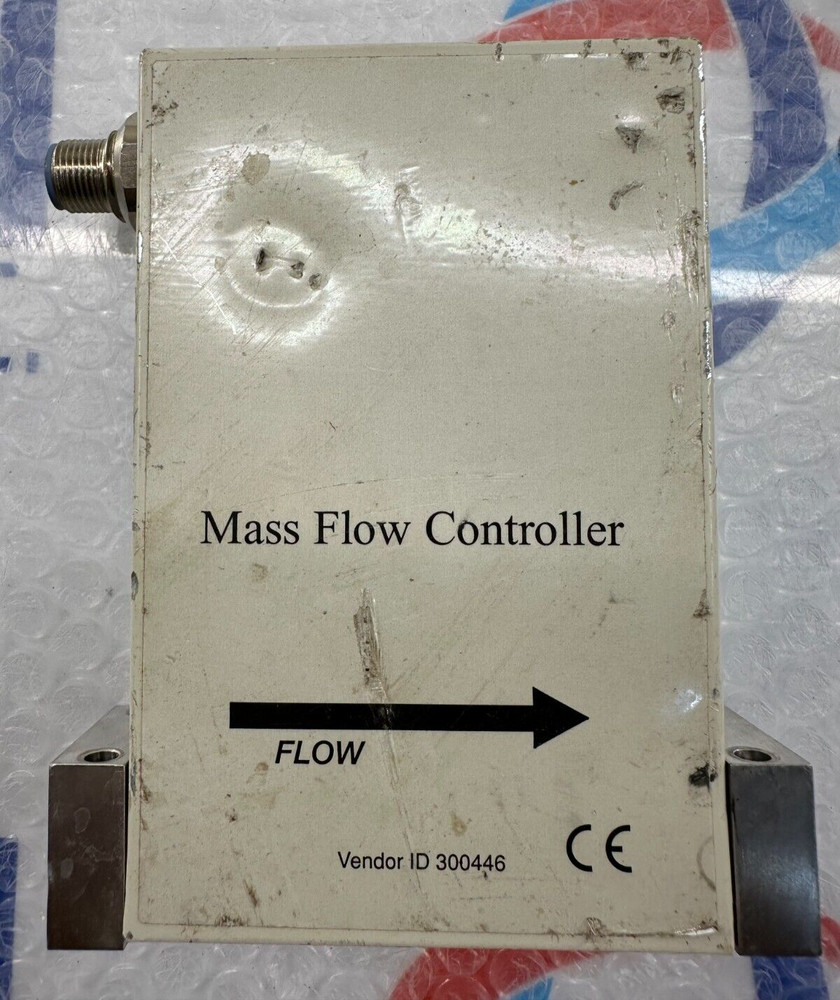 Mass Flow Controller
FLOW
Vendor ID 300446
CE